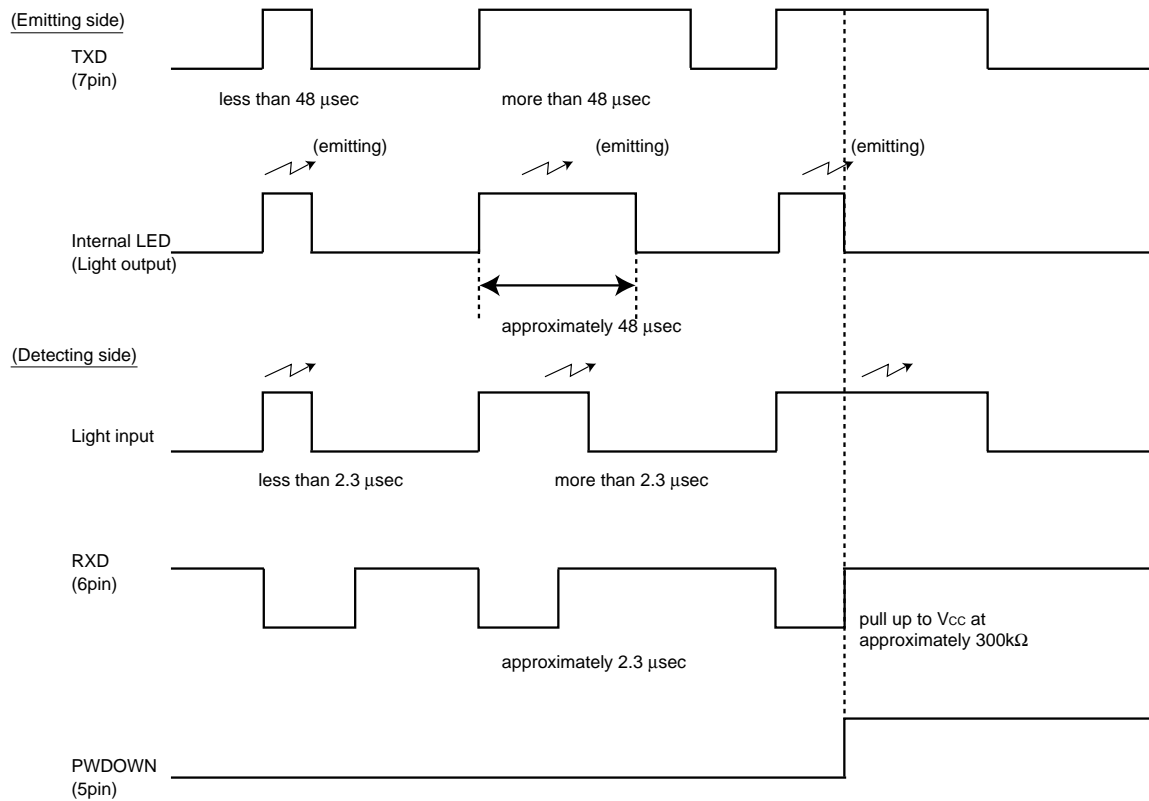 (Emitting side)
TXD
(7pin)
less than 48 μsec
more than 48 μsec
(emitting)
(emitting)
(emitting)
Internal LED
(Light output)
approximately 48 μsec
(Detecting side)
Light input
less than 2.3 μsec
more than 2.3 μsec
RXD
(6pin)
pull up to Vcc at
approximately 300kΩ
approximately 2.3 μsec
PWDOWN
(5pin)